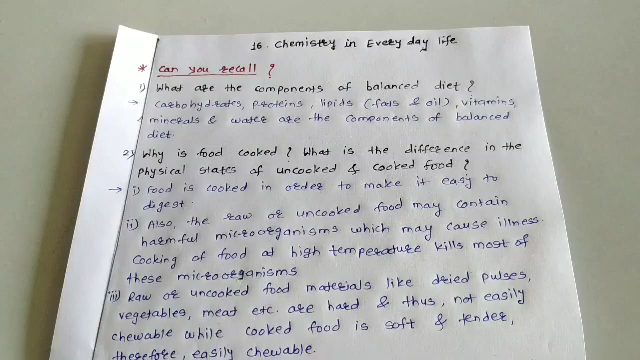 16. Chemistry in Every day life
* Can you recall ?
1) What are the components of balanced diet ?
→ Carbohydrates, proteins, lipids (fats & oil), vitamins,
minerals & water are the components of balanced
diet.
2) Why is food cooked ? What is the difference in the
physical states of uncooked & cooked food ?
→ i) Food is cooked in order to make it easy to
digest.
ii) Also, the raw or uncooked food may contain
harmful microorganisms which may cause illness.
Cooking of food at high temperature kills most of
these microorganisms
iii) Raw or uncooked food materials like dried pulses,
vegetables, meat etc. are hard & thus, not easily
chewable while cooked food is soft & tender,
therefore, easily chewable.